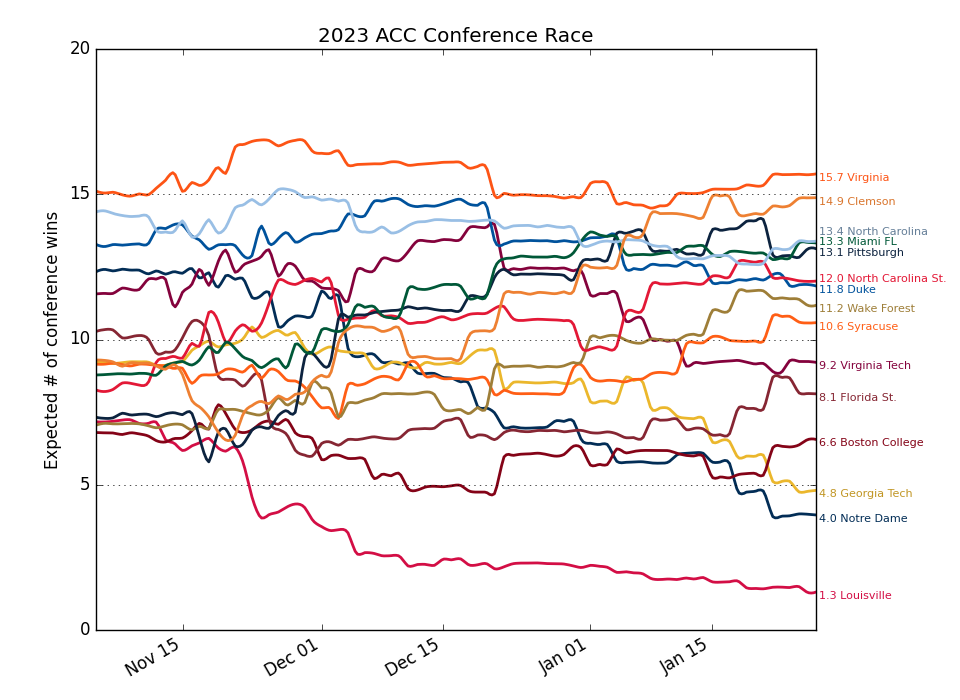 2023 ACC Conference Race
Expected # of conference wins
20
15
10
5
0
Nov 15
Dec 01
Dec 15
Jan 01
Jan 15
15.7 Virginia
14.9 Clemson
13.4 North Carolina
13.3 Miami FL
13.1 Pittsburgh
12.0 North Carolina St.
11.8 Duke
11.2 Wake Forest
10.6 Syracuse
9.2 Virginia Tech
8.1 Florida St.
6.6 Boston College
4.8 Georgia Tech
4.0 Notre Dame
1.3 Louisville